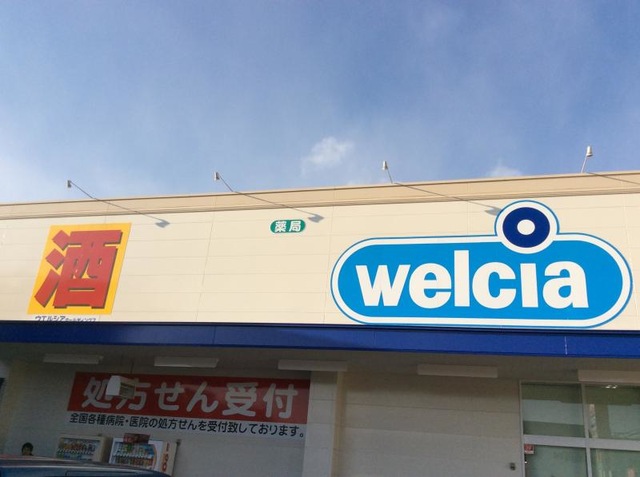 酒
薬局
welcia
処方せん受付
全国各種病院・医院の処方せんを受付致しております。